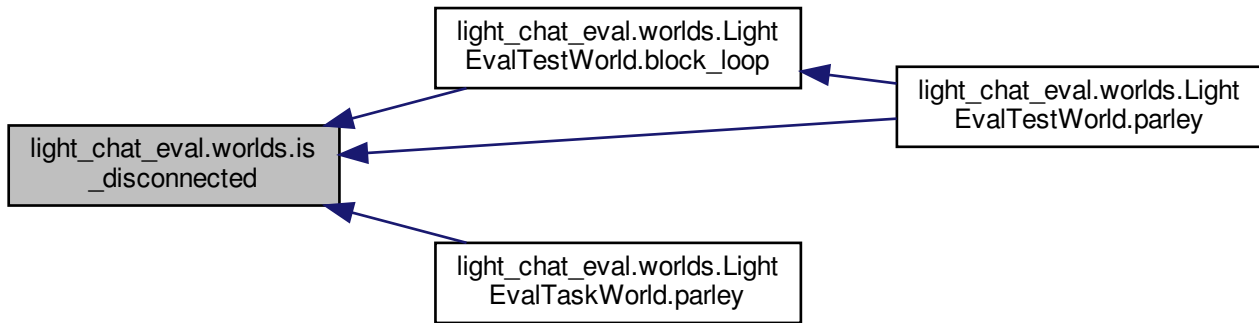 light_chat_eval.worlds.is
_disconnected
light_chat_eval.worlds.Light
EvalTestWorld.block_loop
light_chat_eval.worlds.Light
EvalTestWorld.parley
light_chat_eval.worlds.Light
EvalTaskWorld.parley